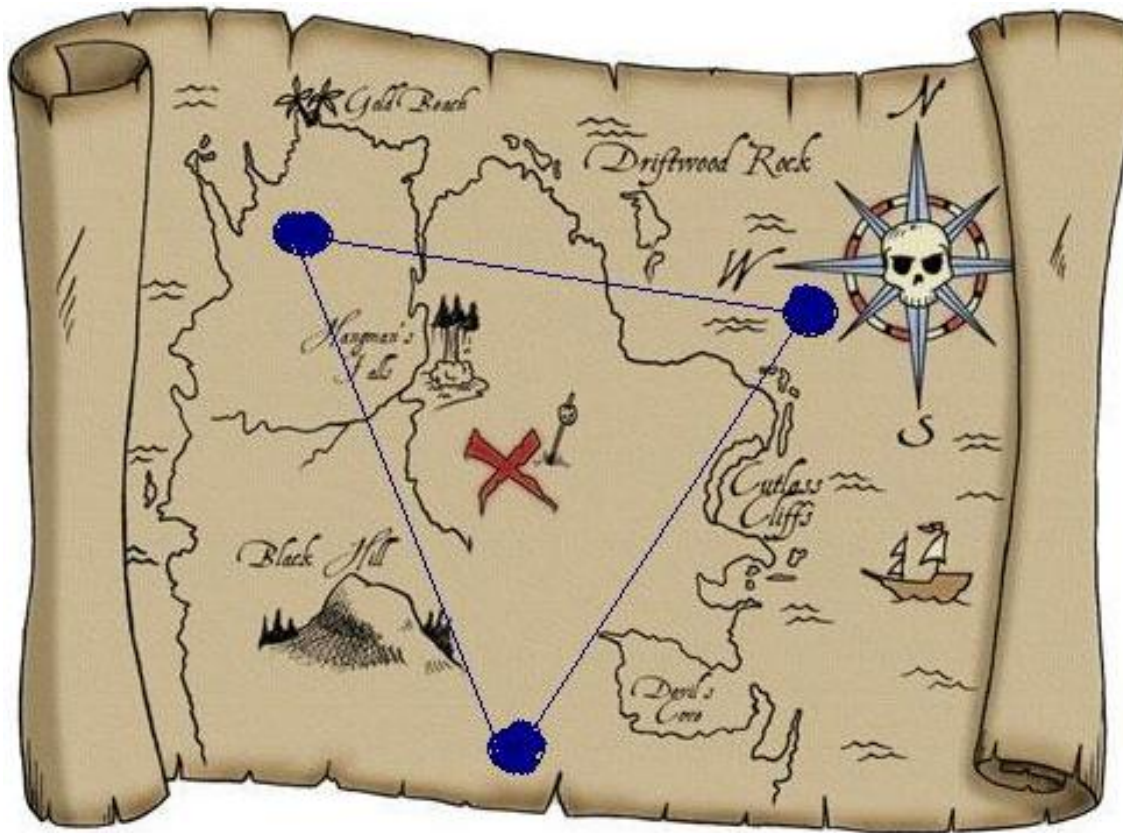 N
Gold Beach
Driftwood Rock
W
Hangman's
Falls
S
Cutlass
Cliffs
Black Hill
Devil's
Cove